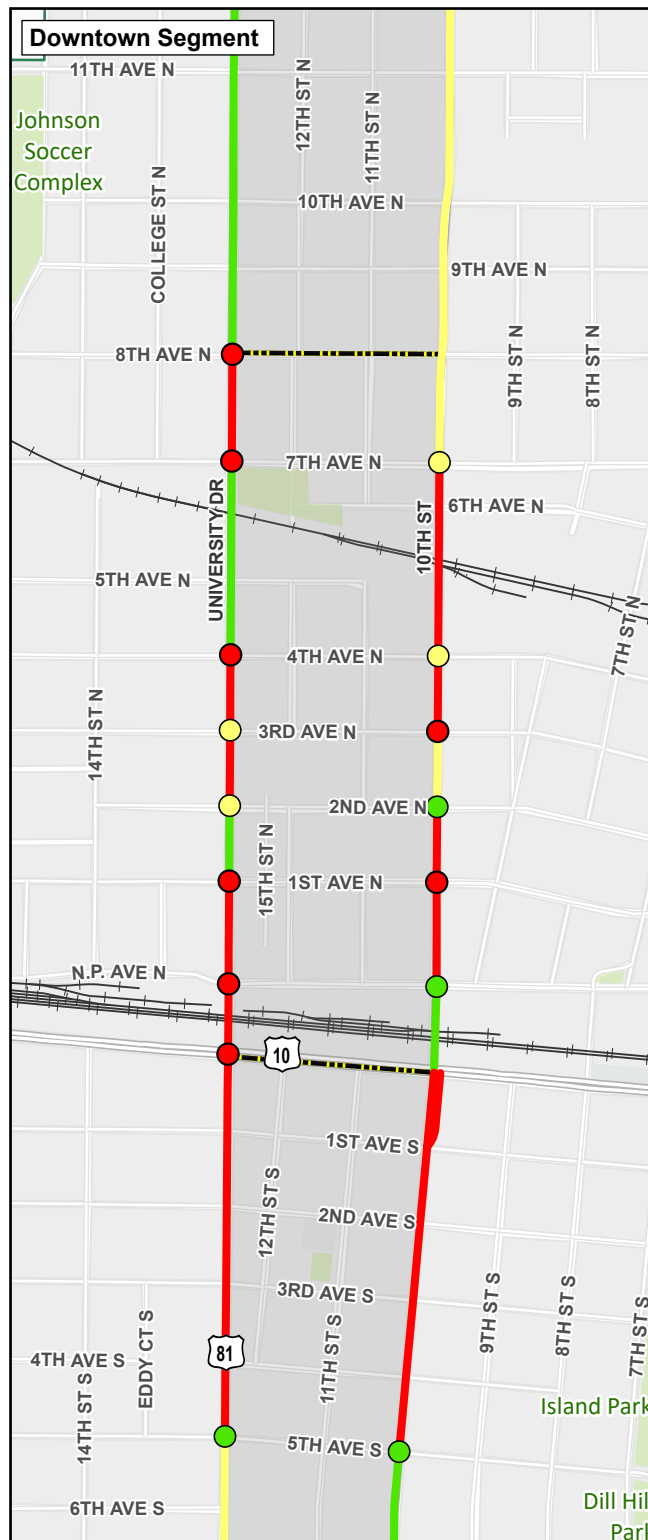 Downtown Segment
11TH AVE N
12TH ST N
11TH ST N
Johnson
Soccer
Complex
COLLEGE ST N
10TH AVE N
9TH AVE N
8TH AVE N
9TH ST N
8TH ST N
7TH AVE N
UNIVERSITY DR
10TH ST
6TH AVE N
5TH AVE N
7TH ST N
4TH AVE N
14TH ST N
3RD AVE N
2ND AVE N
15TH ST N
1ST AVE N
N.P. AVE N
10
1ST AVE S
12TH ST S
2ND AVE S
3RD AVE S
11TH ST S
9TH ST S
8TH ST S
7TH ST S
81
4TH AVE S
EDDY CT S
14TH ST S
Island Park
5TH AVE S
6TH AVE S
Dill Hil
Park